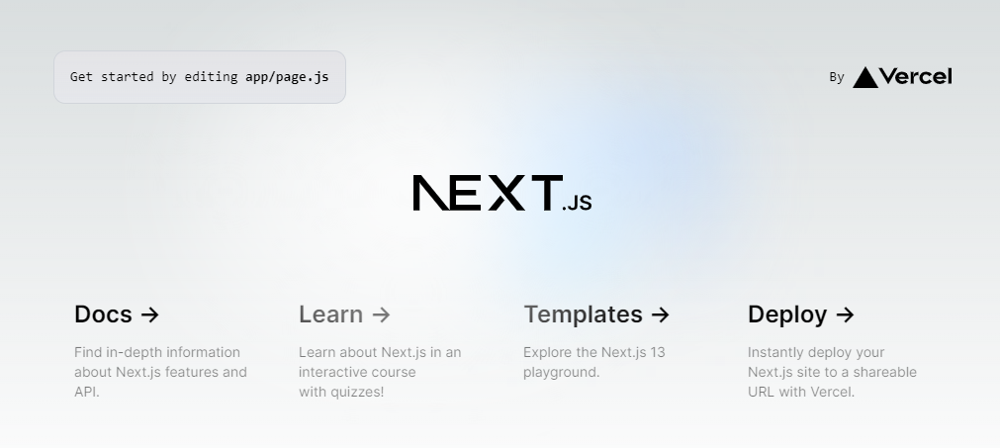 Get started by editing app/page.js
By Vercel
NEXT.JS
Docs →
Find in-depth information
about Next.js features and
API.
Learn →
Learn about Next.js in an
interactive course
with quizzes!
Templates →
Explore the Next.js 13
playground.
Deploy →
Instantly deploy your
Next.js site to a shareable
URL with Vercel.